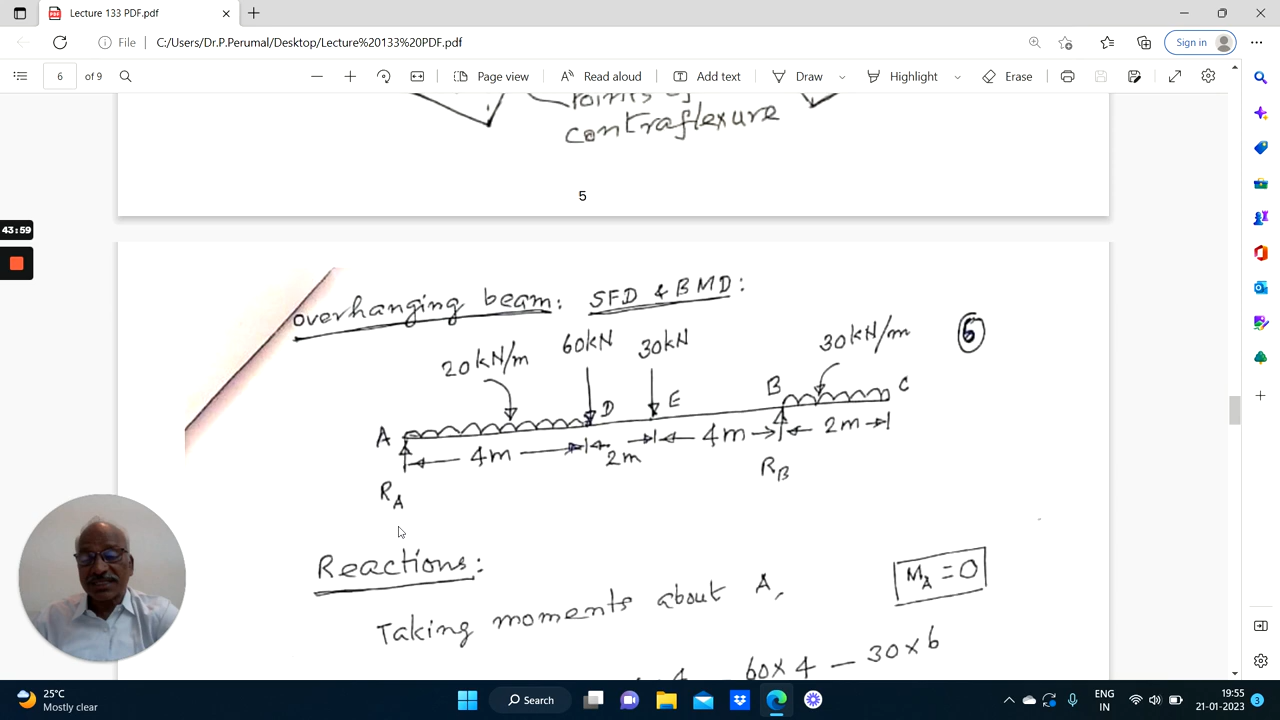 Lecture 133 PDF.pdf
File
C:/Users/Dr.P.Perumal/Desktop/Lecture%20133%20PDF.pdf
Sign in
6 of 9
Page view
Read aloud
Add text
Draw
Highlight
Erase
Points of
contraflexure
5
43:59
overhanging beam: SFD & BMD:
20kN/m 60kN 30kN 30kN/m 6
A D E B C
4m 2m 4m 2m
RA RB
Reactions:
MA = 0
Taking moments about A,
60×4 – 30×6
25°C
Mostly clear
Search
ENG
IN
19:55
21-01-2023
3